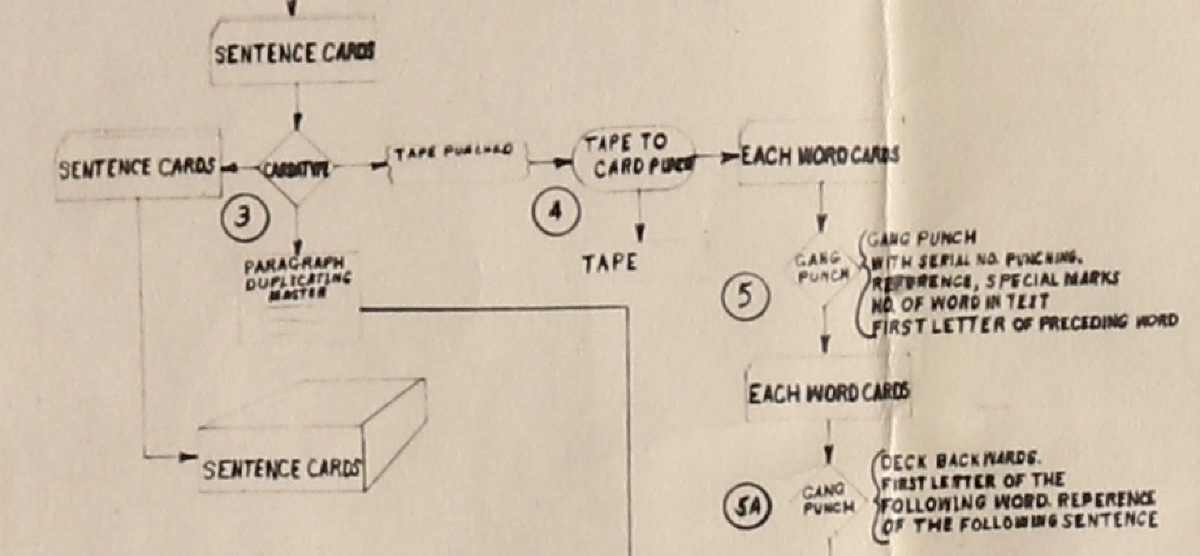 SENTENCE CARDS
SENTENCE CARDS
CARDATYPE
TAPE PUNCHED
TAPE TO
CARD PUNCH
EACH WORD CARDS
3
4
PARAGRAPH
DUPLICATING
MASTER
TAPE
5
GANG
PUNCH
GANG PUNCH
WITH SERIAL NO. PUNCHING.
REFERENCE, SPECIAL MARKS
NO. OF WORD IN TEXT
FIRST LETTER OF PRECEDING WORD
EACH WORD CARDS
SENTENCE CARDS
5A
GANG
PUNCH
DECK BACKWARDS.
FIRST LETTER OF THE
FOLLOWING WORD. REFERENCE
OF THE FOLLOWING SENTENCE